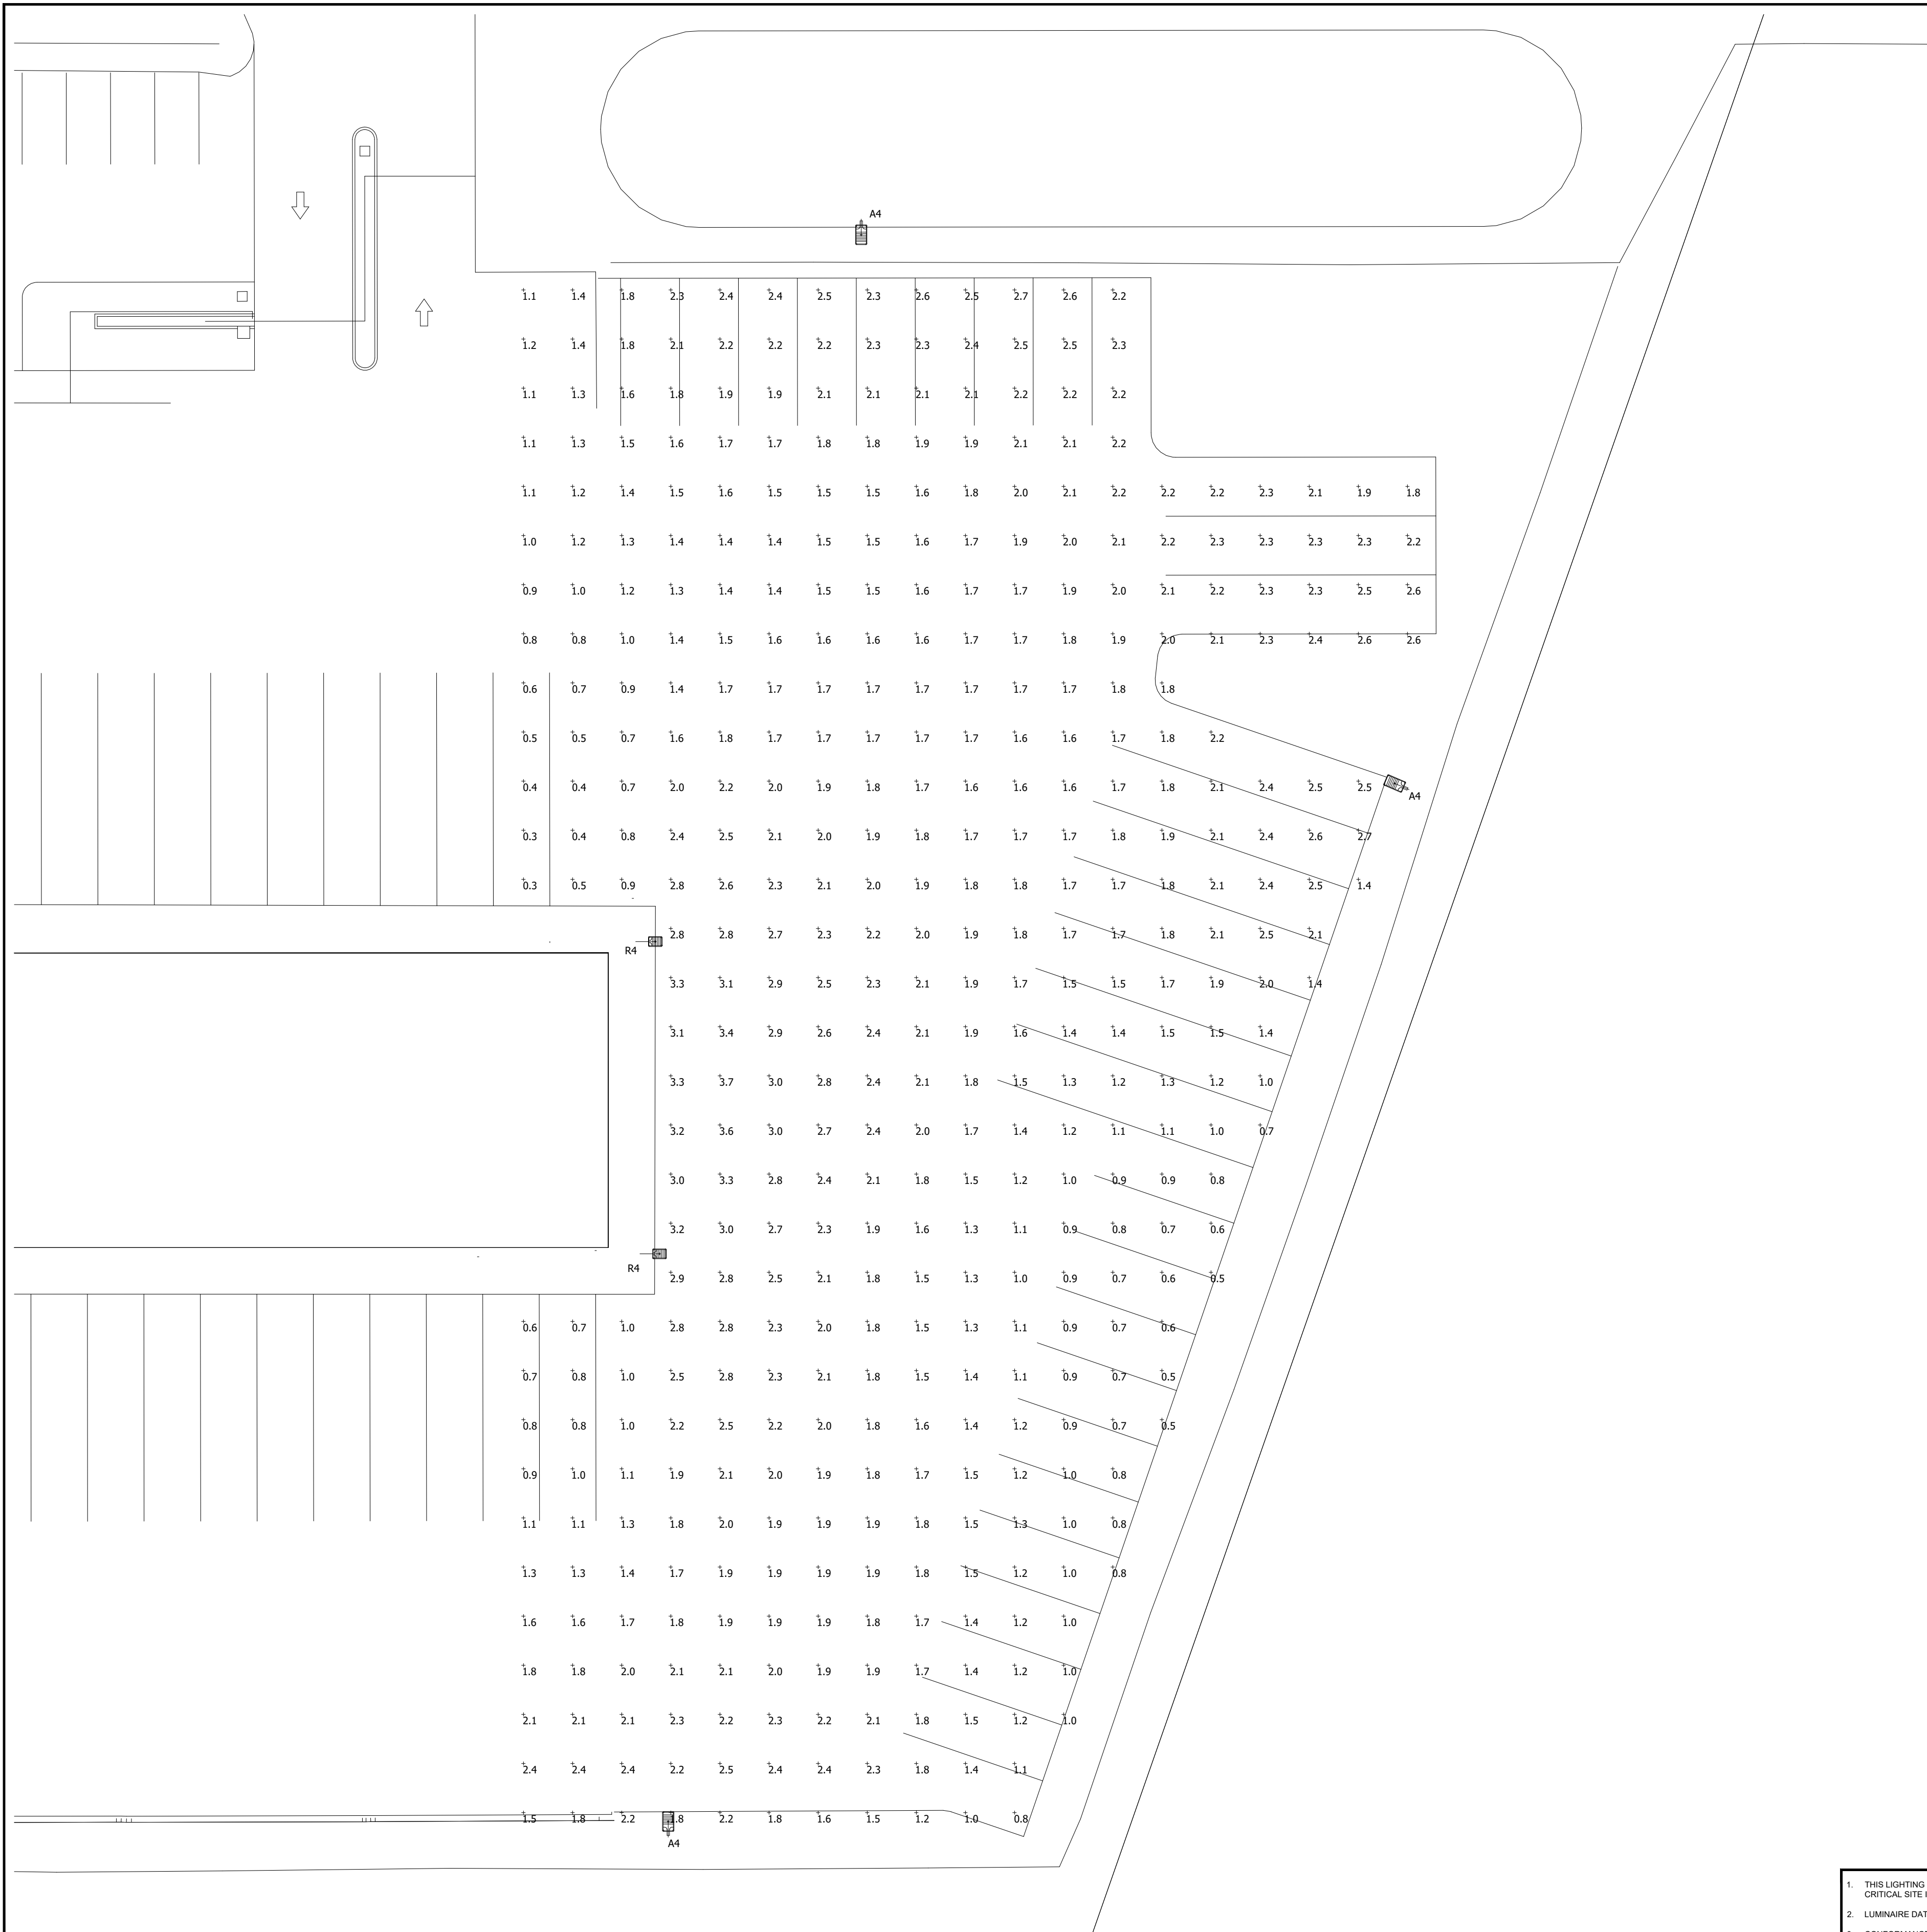 A4
1.1 1.4 1.8 2.3 2.4 2.4 2.5 2.3 2.6 2.5 2.7 2.6 2.2
1.2 1.4 1.8 2.1 2.2 2.2 2.2 2.3 2.3 2.4 2.5 2.5 2.3
1.1 1.3 1.6 1.8 1.9 1.9 2.1 2.1 2.1 2.1 2.2 2.2 2.2
1.1 1.3 1.5 1.6 1.7 1.7 1.8 1.8 1.9 1.9 2.1 2.1 2.2
1.1 1.2 1.4 1.5 1.6 1.5 1.5 1.5 1.6 1.8 2.0 2.1 2.2 2.2 2.2 2.3 2.1 1.9 1.8
1.0 1.2 1.3 1.4 1.4 1.4 1.5 1.5 1.6 1.7 1.9 2.0 2.1 2.2 2.3 2.3 2.3 2.3 2.2
0.9 1.0 1.2 1.3 1.4 1.4 1.5 1.5 1.6 1.7 1.7 1.9 2.0 2.1 2.2 2.3 2.3 2.5 2.6
0.8 0.8 1.0 1.4 1.5 1.6 1.6 1.6 1.6 1.7 1.7 1.8 1.9 2.0 2.1 2.3 2.4 2.6 2.6
0.6 0.7 0.9 1.4 1.7 1.7 1.7 1.7 1.7 1.7 1.7 1.7 1.8 1.8
0.5 0.5 0.7 1.6 1.8 1.7 1.7 1.7 1.7 1.7 1.6 1.6 1.7 1.8 2.2
0.4 0.4 0.7 2.0 2.2 2.0 1.9 1.8 1.7 1.6 1.6 1.6 1.7 1.8 2.1 2.4 2.5 2.5
A4
0.3 0.4 0.8 2.4 2.5 2.1 2.0 1.9 1.8 1.7 1.7 1.7 1.8 1.9 2.1 2.4 2.6 2.7
0.3 0.5 0.9 2.8 2.6 2.3 2.1 2.0 1.9 1.8 1.8 1.7 1.7 1.8 2.1 2.4 2.5 1.4
2.8 2.8 2.7 2.3 2.2 2.0 1.9 1.8 1.7 1.7 1.8 2.1 2.5 2.1
R4
3.3 3.1 2.9 2.5 2.3 2.1 1.9 1.7 1.5 1.5 1.7 1.9 2.0 1.4
3.1 3.4 2.9 2.6 2.4 2.1 1.9 1.6 1.4 1.4 1.5 1.5 1.4
3.3 3.7 3.0 2.8 2.4 2.1 1.8 1.5 1.3 1.2 1.3 1.2 1.0
3.2 3.6 3.0 2.7 2.4 2.0 1.7 1.4 1.2 1.1 1.1 1.0 0.7
3.0 3.3 2.8 2.4 2.1 1.8 1.5 1.2 1.0 0.9 0.9 0.8
3.2 3.0 2.7 2.3 1.9 1.6 1.3 1.1 0.9 0.8 0.7 0.6
R4
2.9 2.8 2.5 2.1 1.8 1.5 1.3 1.0 0.9 0.7 0.6 0.5
0.6 0.7 1.0 2.8 2.8 2.3 2.0 1.8 1.5 1.3 1.1 0.9 0.7 0.6
0.7 0.8 1.0 2.5 2.8 2.3 2.1 1.8 1.5 1.4 1.1 0.9 0.7 0.5
0.8 0.8 1.0 2.2 2.5 2.2 2.0 1.8 1.6 1.4 1.2 0.9 0.7 0.5
0.9 1.0 1.1 1.9 2.1 2.0 1.9 1.8 1.7 1.5 1.2 1.0 0.8
1.1 1.1 1.3 1.8 2.0 1.9 1.9 1.9 1.8 1.5 1.3 1.0 0.8
1.3 1.3 1.4 1.7 1.9 1.9 1.9 1.9 1.8 1.5 1.2 1.0 0.8
1.6 1.6 1.7 1.8 1.9 1.9 1.9 1.8 1.7 1.4 1.2 1.0
1.8 1.8 2.0 2.1 2.1 2.0 1.9 1.9 1.7 1.4 1.2 1.0
2.1 2.1 2.1 2.3 2.2 2.3 2.2 2.1 1.8 1.5 1.2 1.0
2.4 2.4 2.4 2.2 2.5 2.4 2.4 2.3 1.8 1.4 1.1
1.5 1.8 2.2 1.8 2.2 1.8 1.6 1.5 1.2 1.0 0.8
A4
1. THIS LIGHTING
CRITICAL SITE
2. LUMINAIRE DAT